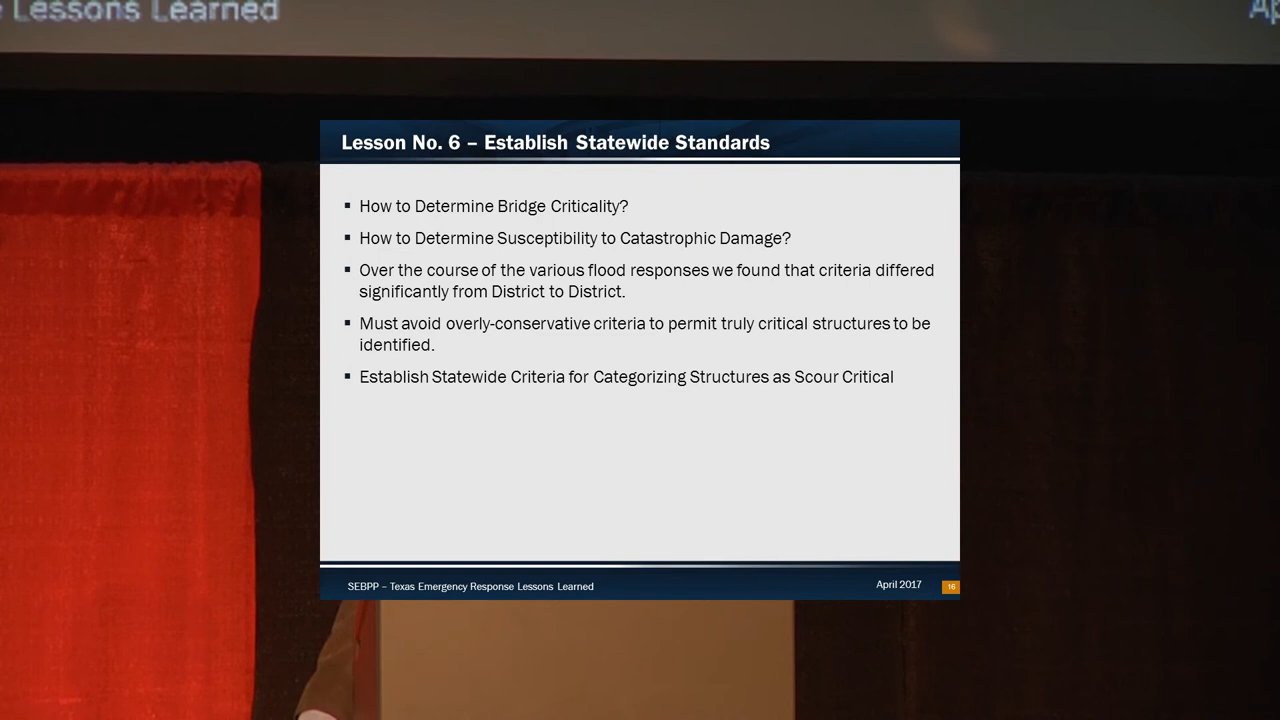 Lessons Learned
Lesson No. 6 – Establish Statewide Standards
▪ How to Determine Bridge Criticality?
▪ How to Determine Susceptibility to Catastrophic Damage?
▪ Over the course of the various flood responses we found that criteria differed
significantly from District to District.
▪ Must avoid overly-conservative criteria to permit truly critical structures to be
identified.
▪ Establish Statewide Criteria for Categorizing Structures as Scour Critical
SEBPP – Texas Emergency Response Lessons Learned
April 2017
16